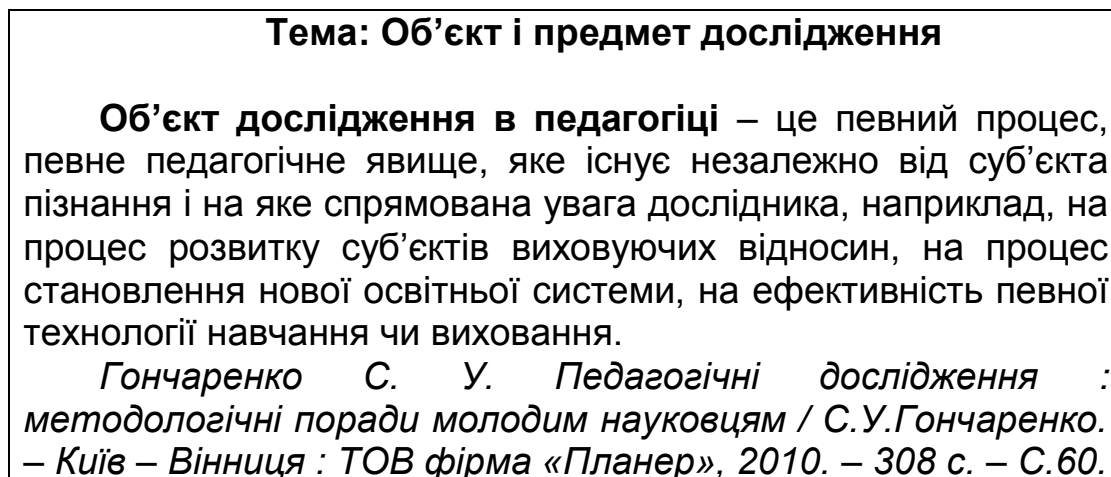 Тема: Об’єкт і предмет дослідження
Об’єкт дослідження в педагогіці – це певний процес,
певне педагогічне явище, яке існує незалежно від суб’єкта
пізнання і на яке спрямована увага дослідника, наприклад, на
процес розвитку суб’єктів виховуючих відносин, на процес
становлення нової освітньої системи, на ефективність певної
технології навчання чи виховання.
Гончаренко С. У. Педагогічні дослідження :
методологічні поради молодим науковцям / С.У.Гончаренко.
– Київ – Вінниця : ТОВ фірма «Планер», 2010. – 308 с. – С.60.